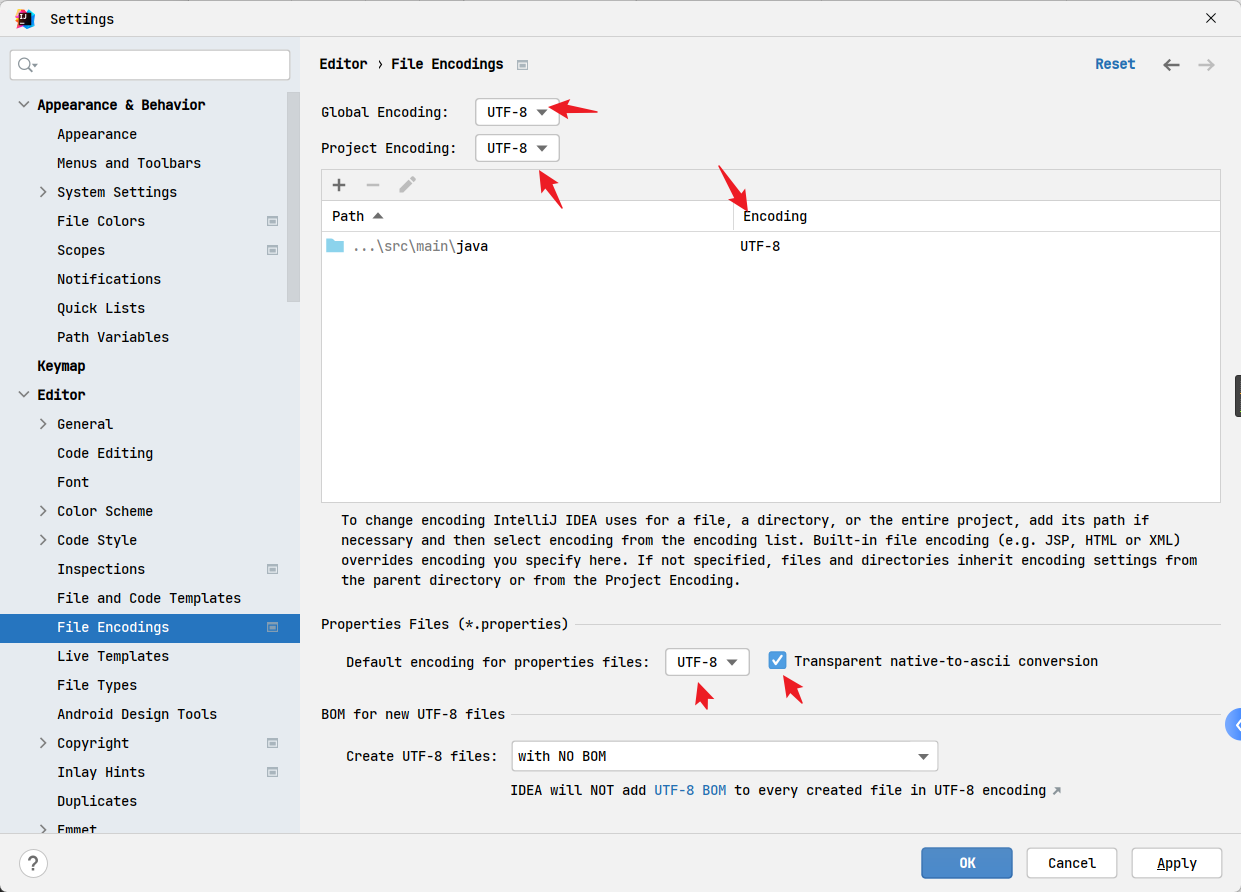 Settings
Editor › File Encodings
Reset
Appearance & Behavior
Appearance
Menus and Toolbars
System Settings
File Colors
Scopes
Notifications
Quick Lists
Path Variables
Keymap
Editor
General
Code Editing
Font
Color Scheme
Code Style
Inspections
File and Code Templates
File Encodings
Live Templates
File Types
Android Design Tools
Copyright
Inlay Hints
Duplicates
Emmet
Global Encoding: UTF-8
Project Encoding: UTF-8
Path Encoding
...\src\main\java UTF-8
To change encoding IntelliJ IDEA uses for a file, a directory, or the entire project, add its path if
necessary and then select encoding from the encoding list. Built-in file encoding (e.g. JSP, HTML or XML)
overrides encoding you specify here. If not specified, files and directories inherit encoding settings from
the parent directory or from the Project Encoding.
Properties Files (*.properties)
Default encoding for properties files: UTF-8 Transparent native-to-ascii conversion
BOM for new UTF-8 files
Create UTF-8 files: with NO BOM
IDEA will NOT add UTF-8 BOM to every created file in UTF-8 encoding ↗
?
OK Cancel Apply